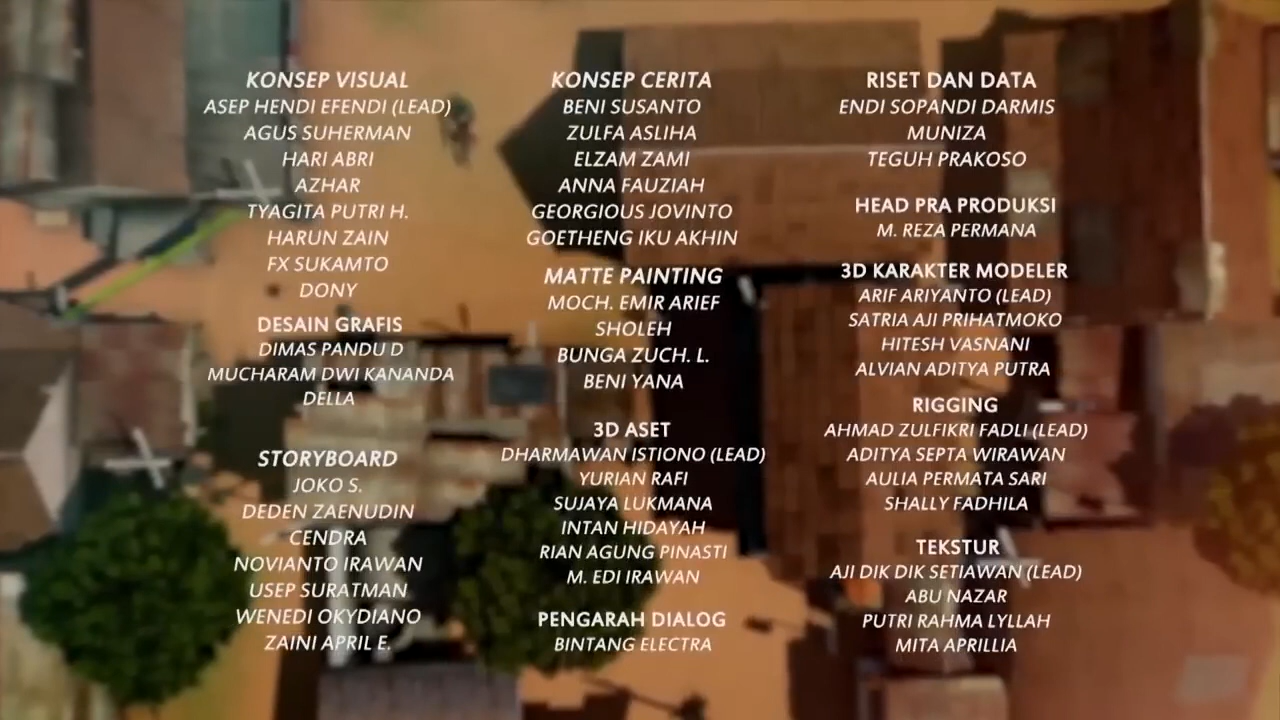 KONSEP VISUAL
ASEP HENDI EFENDI (LEAD)
AGUS SUHERMAN
HARI ABRI
AZHAR
TYAGITA PUTRI H.
HARUN ZAIN
FX SUKAMTO
DONY
DESAIN GRAFIS
DIMAS PANDU D
MUCHARAM DWI KANANDA
DELLA
STORYBOARD
JOKO S.
DEDEN ZAENUDIN
CENDRA
NOVIANTO IRAWAN
USEP SURATMAN
WENEDI OKYDIANO
ZAINI APRIL E.
KONSEP CERITA
BENI SUSANTO
ZULFA ASLIHA
ELZAM ZAMI
ANNA FAUZIAH
GEORGIOUS JOVINTO
GOETHENG IKU AKHIN
MATTE PAINTING
MOCH. EMIR ARIEF
SHOLEH
BUNGA ZUCH. L.
BENI YANA
3D ASET
DHARMAWAN ISTIONO (LEAD)
YURIAN RAFI
SUJAYA LUKMANA
INTAN HIDAYAH
RIAN AGUNG PINASTI
M. EDI IRAWAN
PENGARAH DIALOG
BINTANG ELECTRA
RISET DAN DATA
ENDI SOPANDI DARMIS
MUNIZA
TEGUH PRAKOSO
HEAD PRA PRODUKSI
M. REZA PERMANA
3D KARAKTER MODELER
ARIF ARIYANTO (LEAD)
SATRIA AJI PRIHATMOKO
HITESH VASNANI
ALVIAN ADITYA PUTRA
RIGGING
AHMAD ZULFIKRI FADLI (LEAD)
ADITYA SEPTA WIRAWAN
AULIA PERMATA SARI
SHALLY FADHILA
TEKSTUR
AJI DIK DIK SETIAWAN (LEAD)
ABU NAZAR
PUTRI RAHMA LYLLAH
MITA APRILLIA